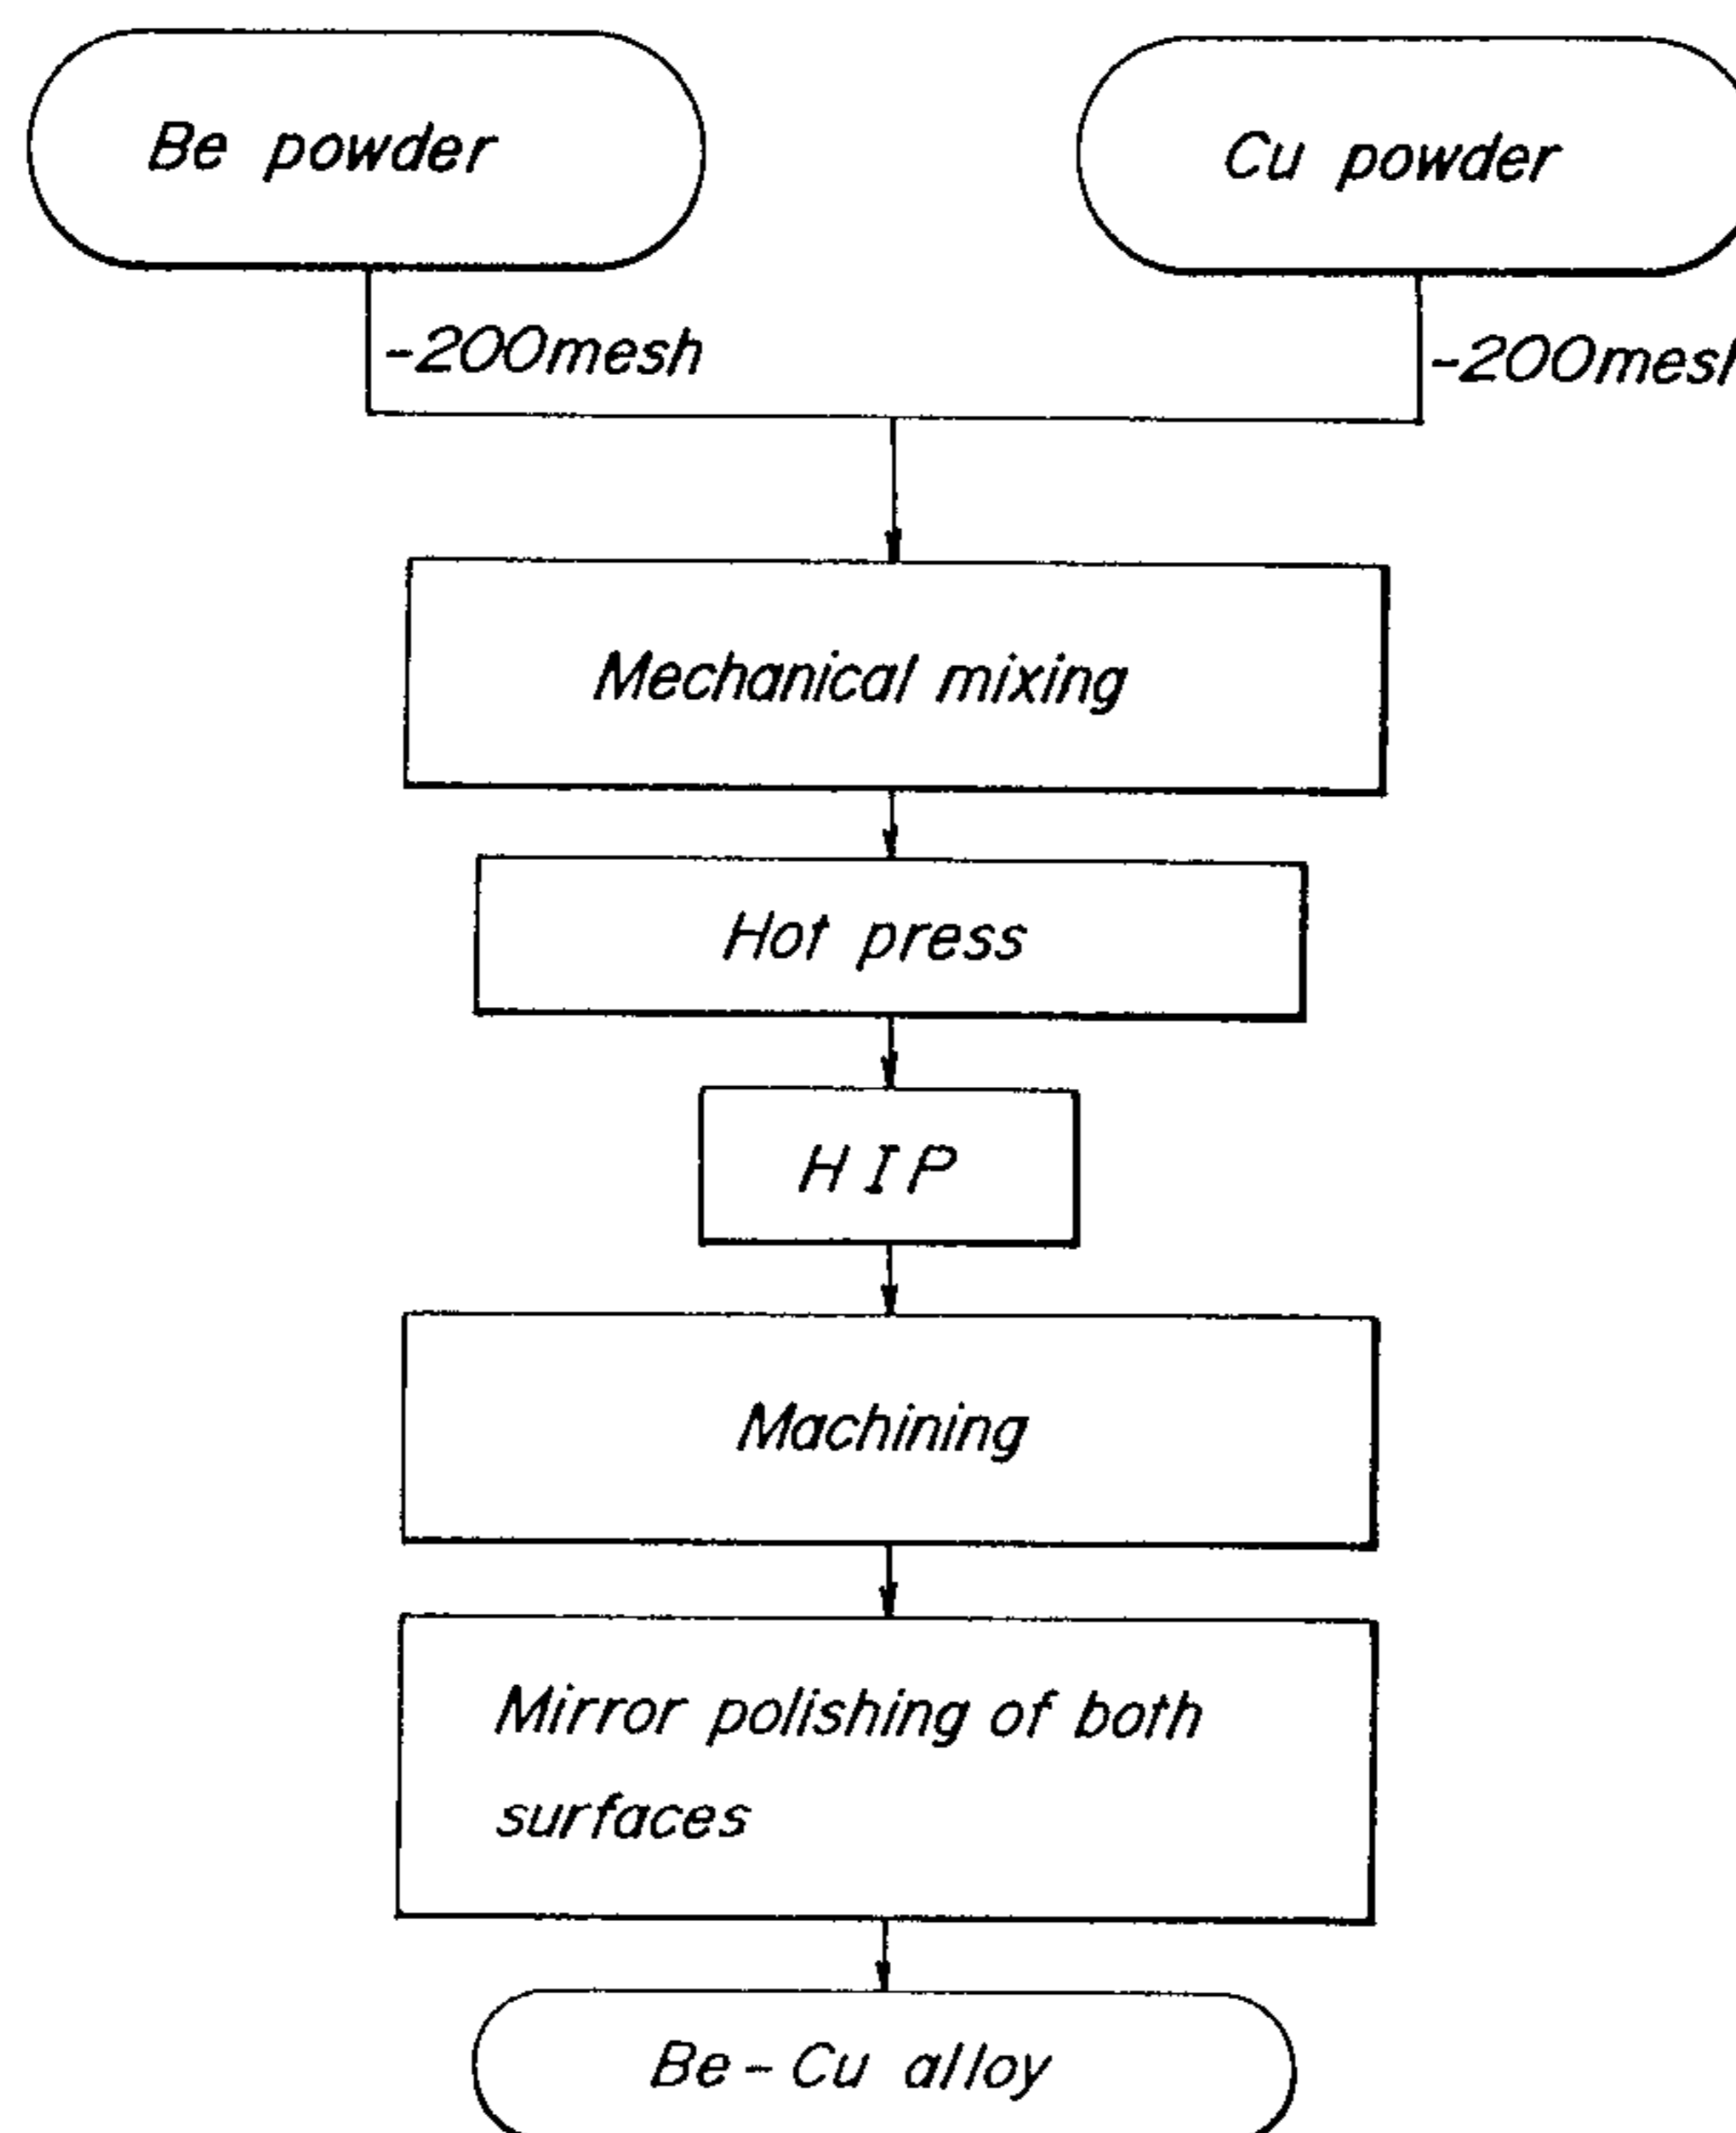 Be powder
Cu powder
-200mesh
-200mesh
Mechanical mixing
Hot press
HIP
Machining
Mirror polishing of both
surfaces
Be-Cu alloy